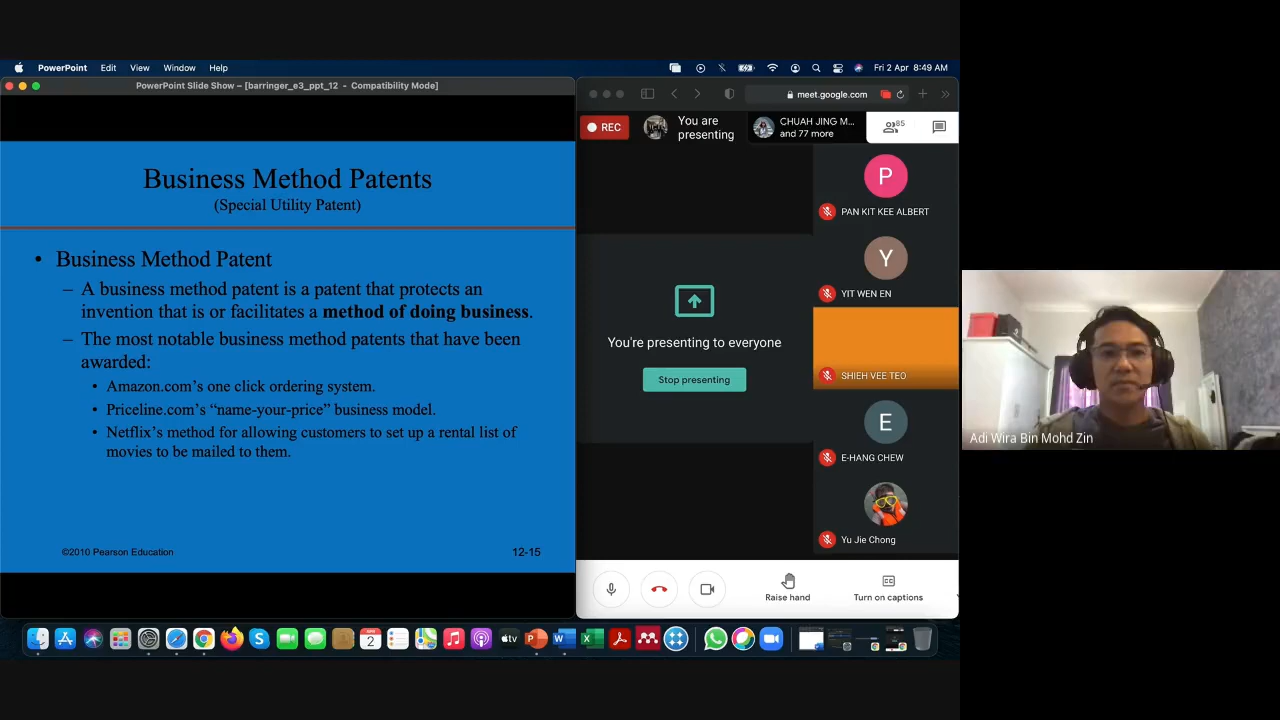 PowerPoint Edit View Window Help
Fri 2 Apr 8:49 AM
PowerPoint Slide Show – [barringer_e3_ppt_12 - Compatibility Mode]
Business Method Patents
(Special Utility Patent)
• Business Method Patent
– A business method patent is a patent that protects an
invention that is or facilitates a method of doing business.
– The most notable business method patents that have been
awarded:
• Amazon.com’s one click ordering system.
• Priceline.com’s “name-your-price” business model.
• Netflix’s method for allowing customers to set up a rental list of
movies to be mailed to them.
©2010 Pearson Education
12-15
meet.google.com
REC
You are
presenting
CHUAH JING M...
and 77 more
85
P
PAN KIT KEE ALBERT
Y
YIT WEN EN
SHIEH VEE TEO
E
E-HANG CHEW
Yu Jie Chong
You're presenting to everyone
Stop presenting
Raise hand
Turn on captions
Adi Wira Bin Mohd Zin
APR
2
tv
P
W
X